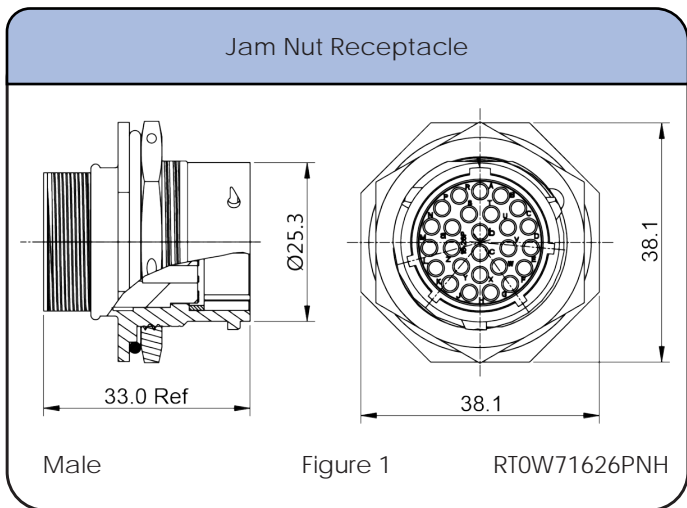 Jam Nut Receptacle
Ø25.3
38.1
33.0 Ref
38.1
Male Figure 1 RT0W71626PNH